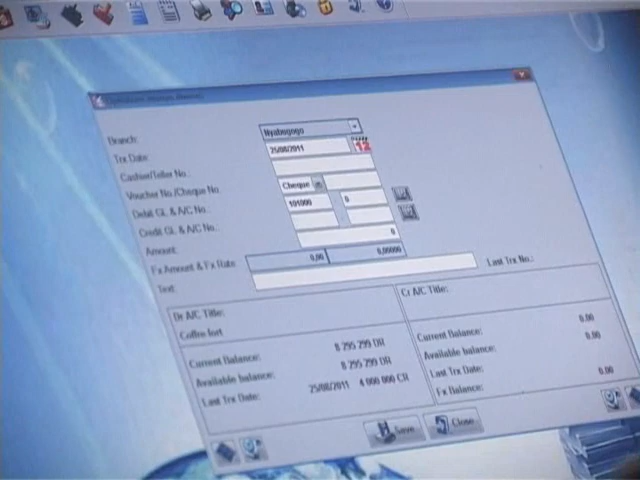 Branch: Nyabugogo
Trx Date: 25/08/2011 12
Cashier/Teller No.:
Voucher No./Cheque No. Cheque
Debit GL & A/C No.: 101000 0
Credit GL & A/C No.:
Amount: 0
Fx Amount & Fx Rate 0,00 0,00000
Text: Last Trx No.:
Dr A/C Title: Cr A/C Title:
Coffre fort
Current Balance: 8 295 299 DR Current Balance: 0.00
Available balance: 8 295 299 DR Available balance: 0.00
Last Trx Date: 25/08/2011 4 000 000 CR Last Trx Date:
Fx Balance: 0.00
Save Close